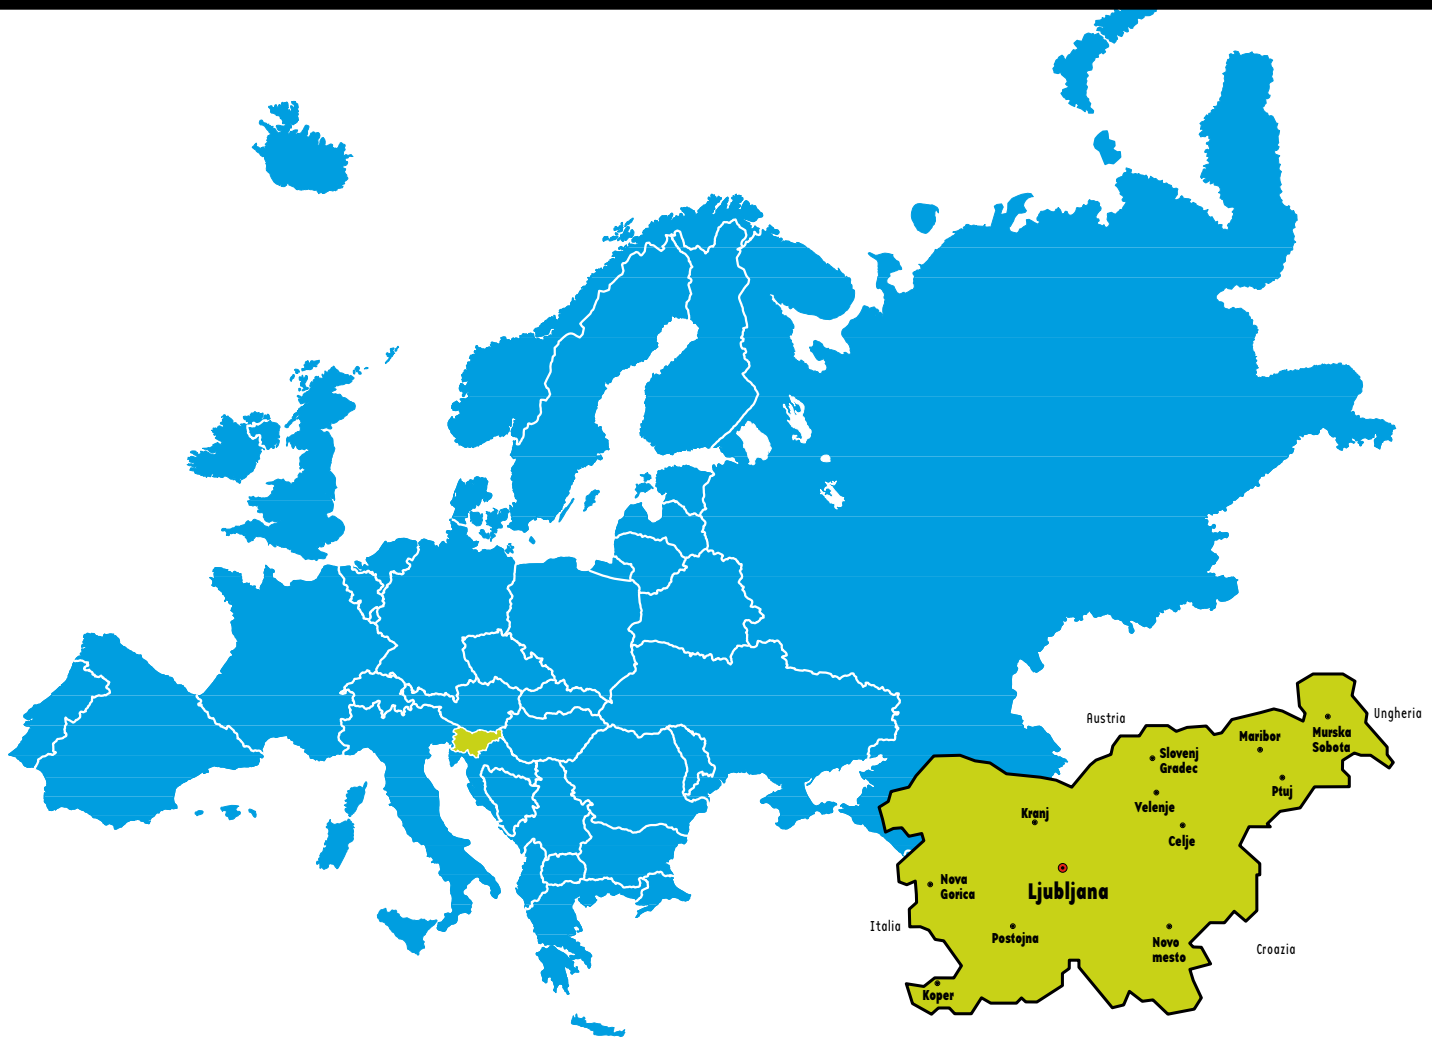 Austria
Ungheria
Murska
Sobota
Maribor
Slovenj
Gradec
Ptuj
Velenje
Kranj
Celje
Nova
Gorica
Ljubljana
Italia
Postojna
Novo
mesto
Croazia
Koper